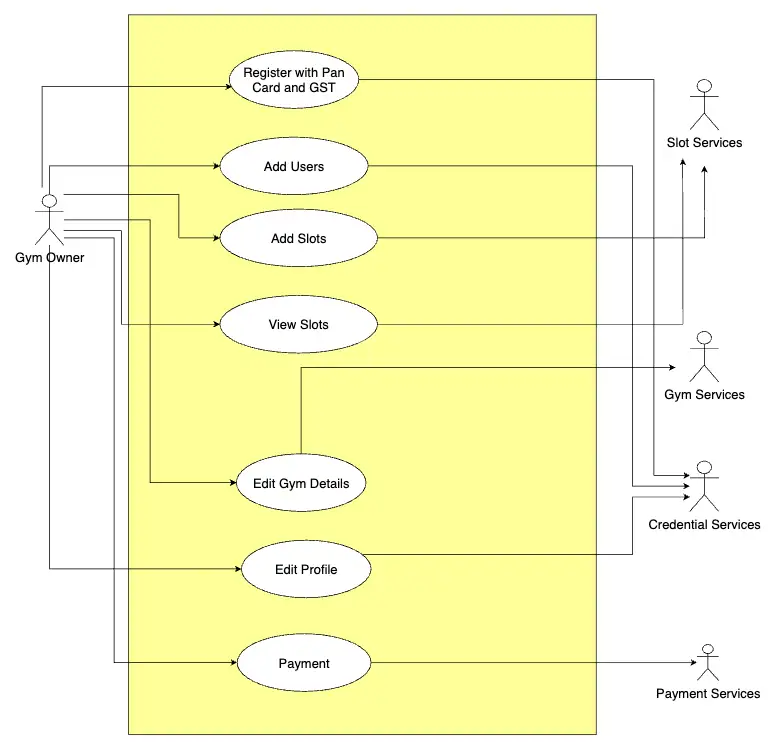 Register with Pan
Card and GST
Slot Services
Add Users
Add Slots
Gym Owner
View Slots
Gym Services
Edit Gym Details
Credential Services
Edit Profile
Payment
Payment Services